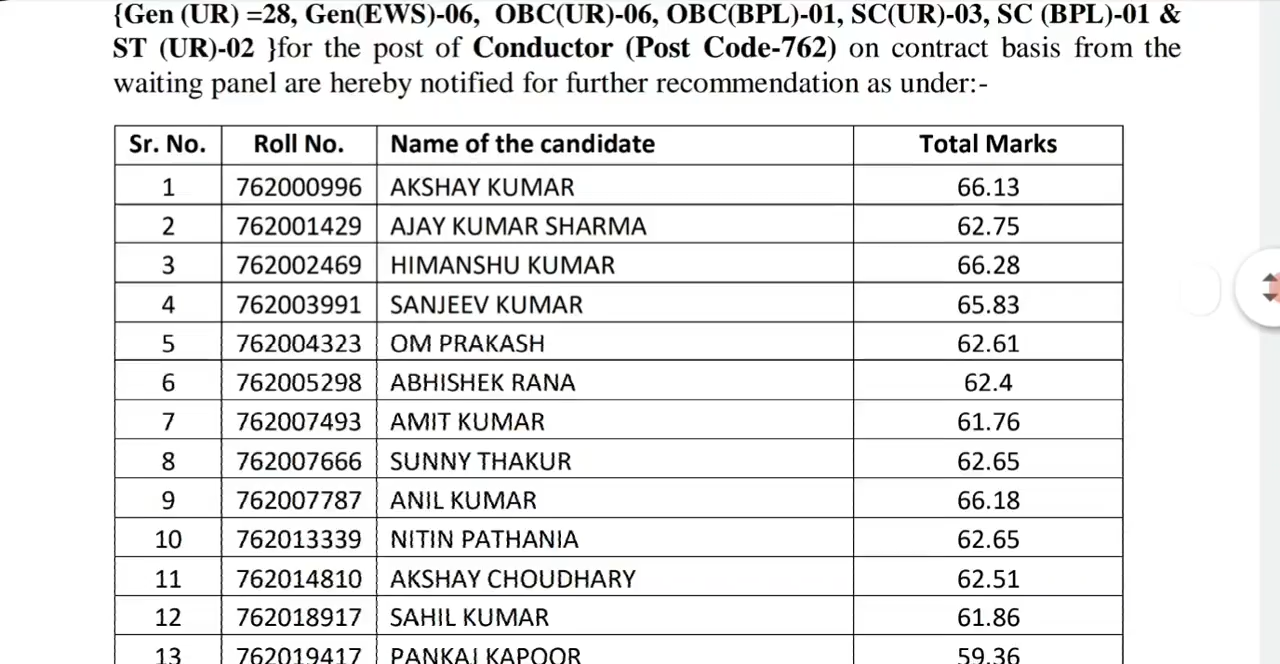 {Gen (UR) =28, Gen(EWS)-06, OBC(UR)-06, OBC(BPL)-01, SC(UR)-03, SC (BPL)-01 &
ST (UR)-02 }for the post of Conductor (Post Code-762) on contract basis from the
waiting panel are hereby notified for further recommendation as under:-
Sr. No. Roll No. Name of the candidate Total Marks
1 762000996 AKSHAY KUMAR 66.13
2 762001429 AJAY KUMAR SHARMA 62.75
3 762002469 HIMANSHU KUMAR 66.28
4 762003991 SANJEEV KUMAR 65.83
5 762004323 OM PRAKASH 62.61
6 762005298 ABHISHEK RANA 62.4
7 762007493 AMIT KUMAR 61.76
8 762007666 SUNNY THAKUR 62.65
9 762007787 ANIL KUMAR 66.18
10 762013339 NITIN PATHANIA 62.65
11 762014810 AKSHAY CHOUDHARY 62.51
12 762018917 SAHIL KUMAR 61.86
13 762019417 PANKAJ KAPOOR 59.36